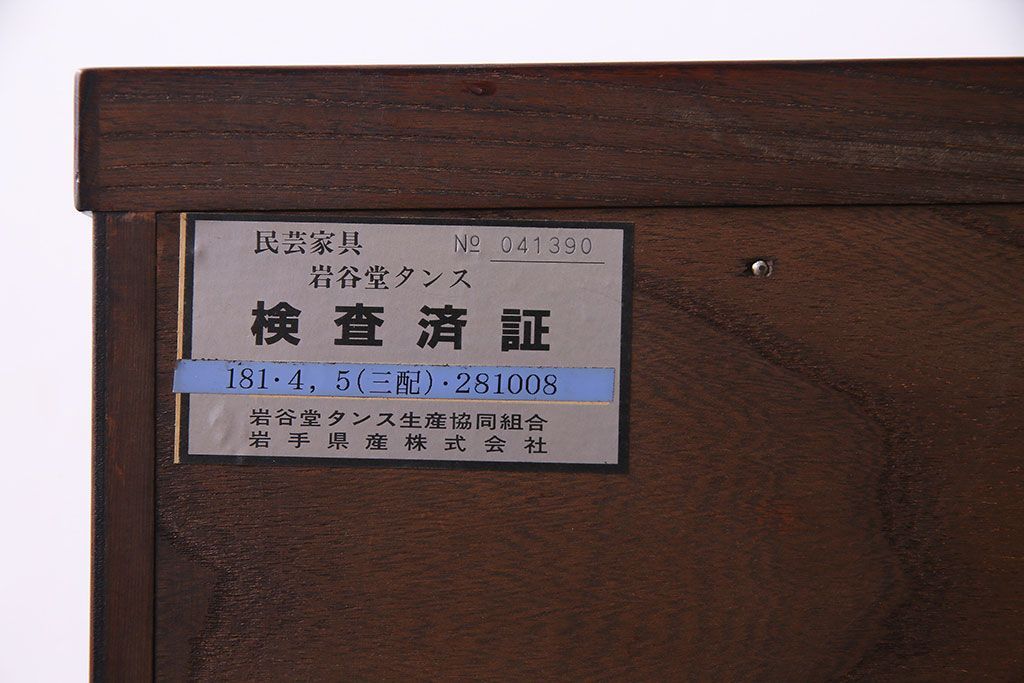 民芸家具 № 041390
岩谷堂タンス
検査済証
181・4, 5(三配)・281008
岩谷堂タンス生産協同組合
岩手県産株式会社